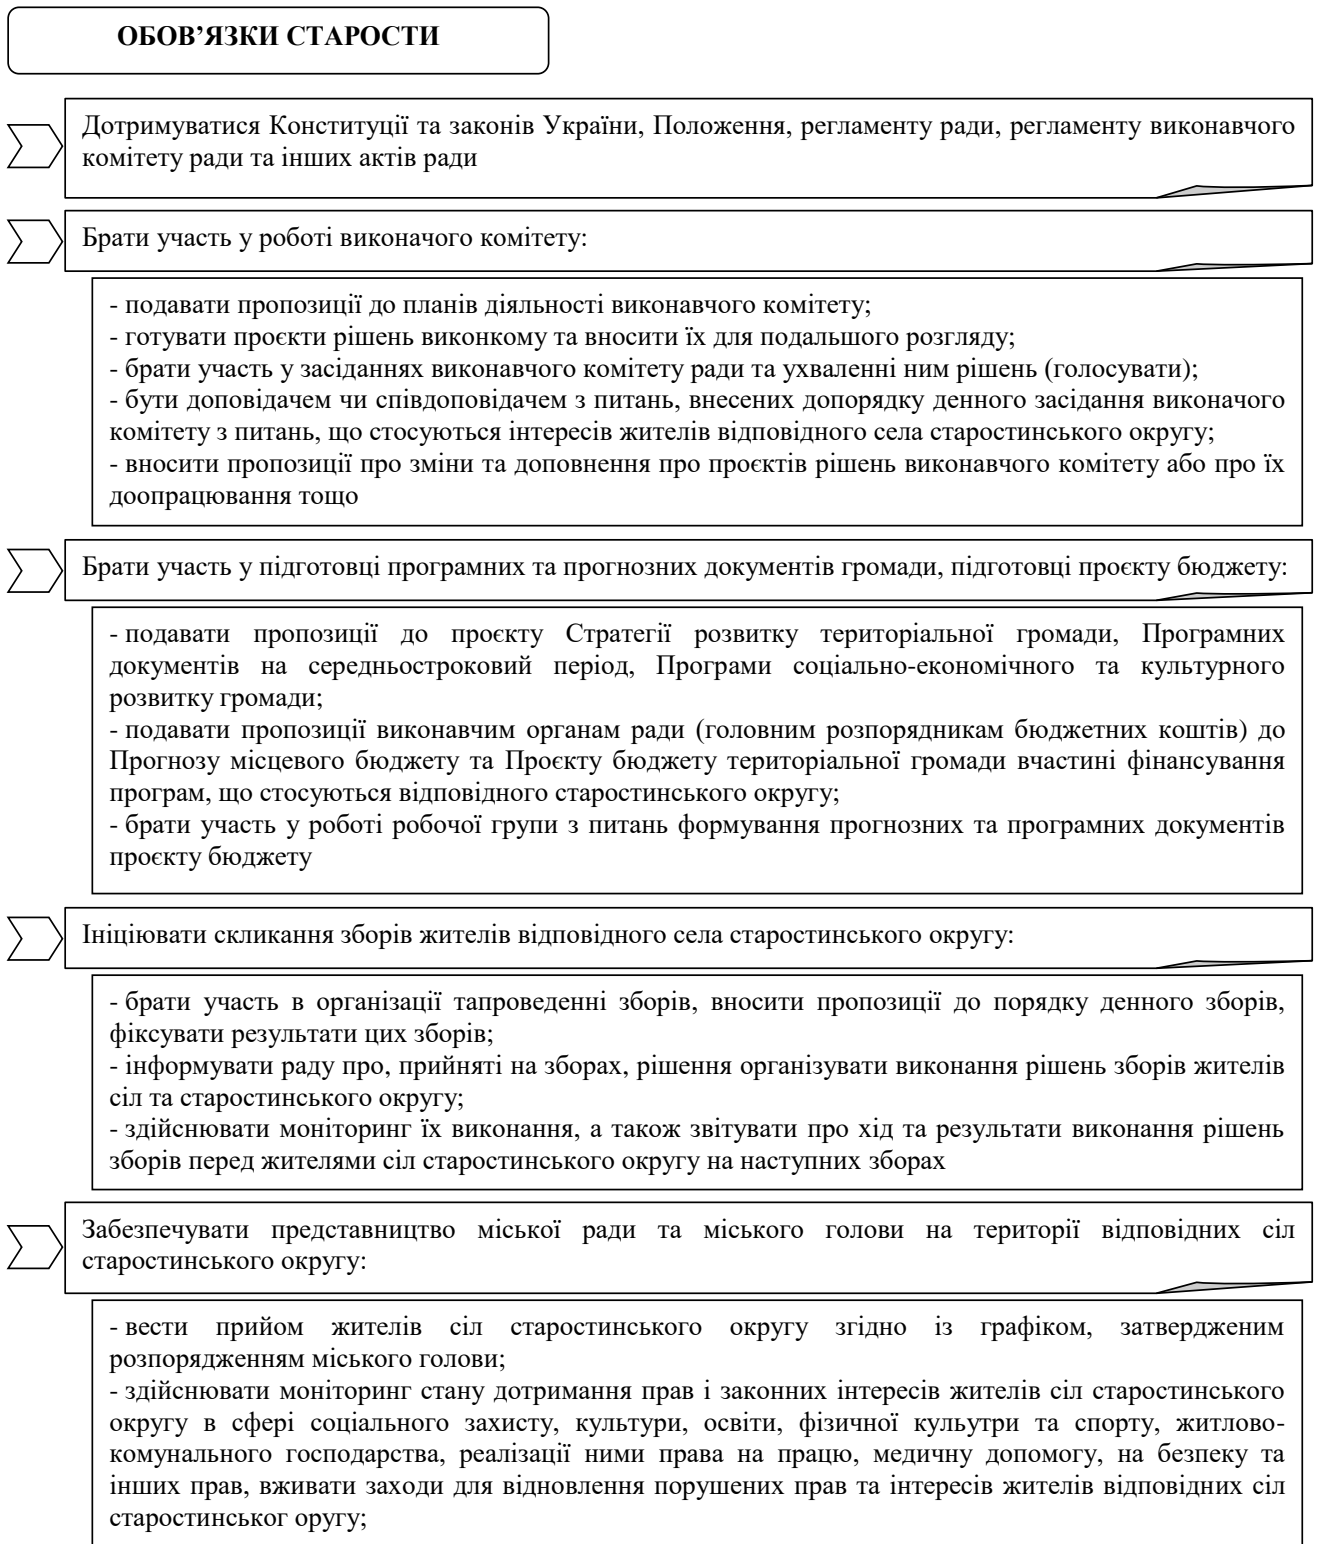 ОБОВ’ЯЗКИ СТАРОСТИ
Дотримуватися Конституції та законів України, Положення, регламенту ради, регламенту виконавчого
комітету ради та інших актів ради
Брати участь у роботі виконачого комітету:
- подавати пропозиції до планів діяльності виконавчого комітету;
- готувати проєкти рішень виконкому та вносити їх для подальшого розгляду;
- брати участь у засіданнях виконавчого комітету ради та ухваленні ним рішень (голосувати);
- бути доповідачем чи співдоповідачем з питань, внесених допорядку денного засідання виконачого
комітету з питань, що стосуються інтересів жителів відповідного села старостинського округу;
- вносити пропозиції про зміни та доповнення про проєктів рішень виконавчого комітету або про їх
доопрацювання тощо
Брати участь у підготовці програмних та прогнозних документів громади, підготовці проєкту бюджету:
- подавати пропозиції до проєкту Стратегії розвитку територіальної громади, Програмних
документів на середньостроковий період, Програми соціально-економічного та культурного
розвитку громади;
- подавати пропозиції виконавчим органам ради (головним розпорядникам бюджетних коштів) до
Прогнозу місцевого бюджету та Проєкту бюджету територіальної громади вчастині фінансування
програм, що стосуються відповідного старостинського округу;
- брати участь у роботі робочої групи з питань формування прогнозних та програмних документів
проєкту бюджету
Ініціювати скликання зборів жителів відповідного села старостинського округу:
- брати участь в організації тапроведенні зборів, вносити пропозиції до порядку денного зборів,
фіксувати результати цих зборів;
- інформувати раду про, прийняті на зборах, рішення організувати виконання рішень зборів жителів
сіл та старостинського округу;
- здійснювати моніторинг їх виконання, а також звітувати про хід та результати виконання рішень
зборів перед жителями сіл старостинського округу на наступних зборах
Забезпечувати представництво міської ради та міського голови на території відповідних сіл
старостинського округу:
- вести прийом жителів сіл старостинського округу згідно із графіком, затвердженим
розпорядженням міського голови;
- здійснювати моніторинг стану дотримання прав і законних інтересів жителів сіл старостинського
округу в сфері соціального захисту, культури, освіти, фізичної кульутри та спорту, житлово-
комунального господарства, реалізації ними права на працю, медичну допомогу, на безпеку та
інших прав, вживати заходи для відновлення порушених прав та інтересів жителів відповідних сіл
старостинськог оругу;